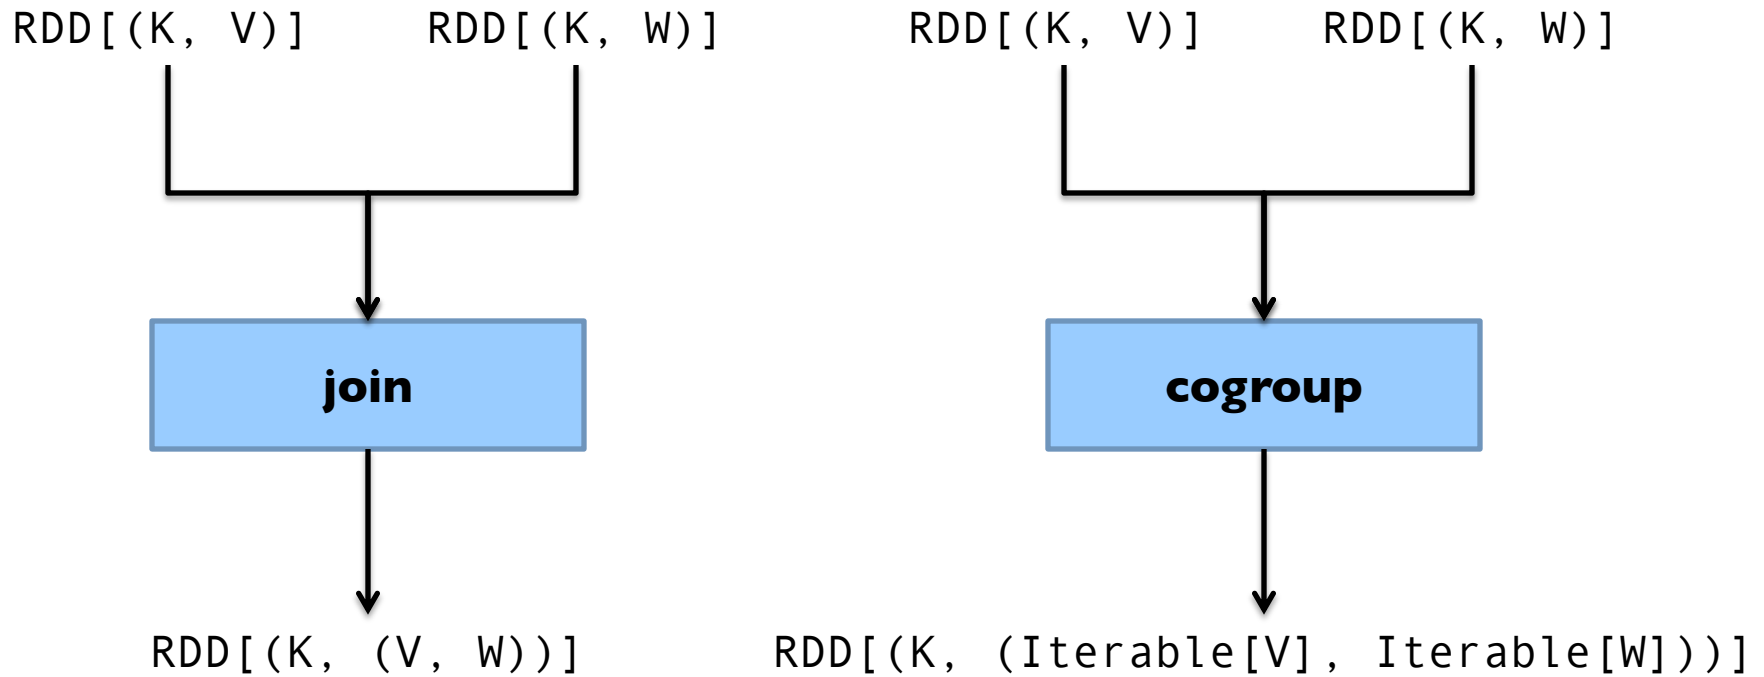 RDD[(K, V)] RDD[(K, W)] RDD[(K, V)] RDD[(K, W)]
join cogroup
RDD[(K, (V, W))] RDD[(K, (Iterable[V], Iterable[W]))]